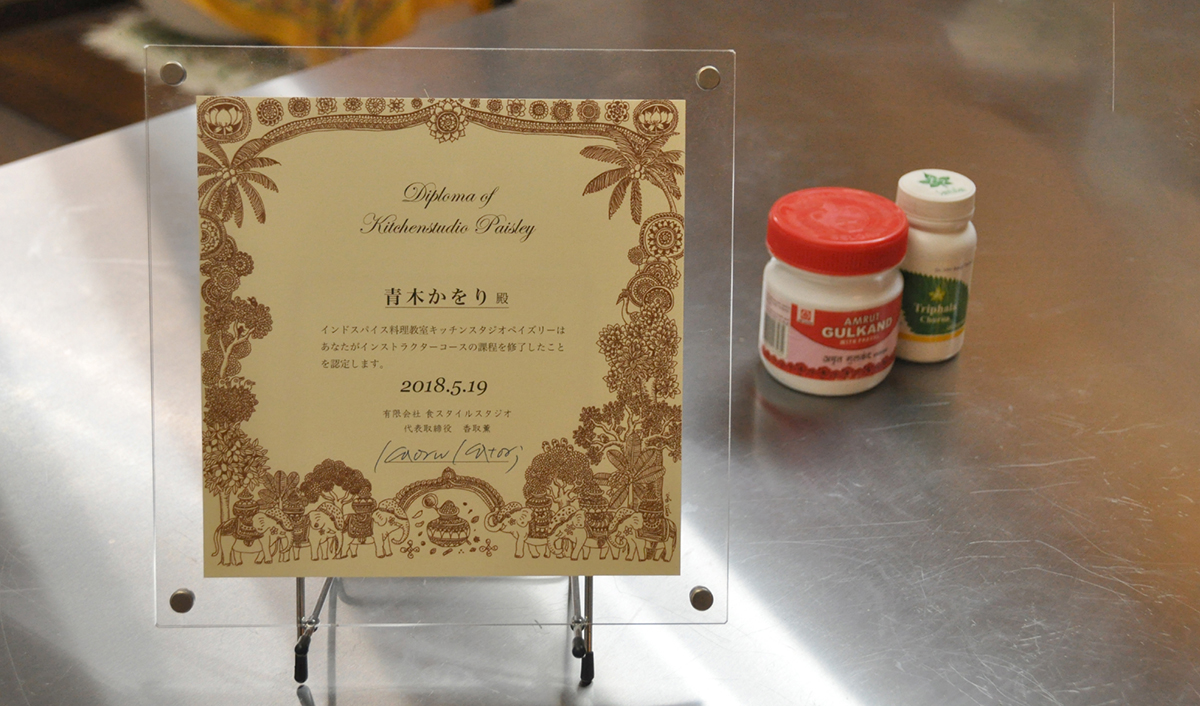 Diploma of
Kitchenstudio Paisley
青木かをり 殿
インドスパイス料理教室キッチンスタジオペイズリーは
あなたがインストラクターコースの課程を修了したこと
を認定します。
2018.5.19
有限会社 食スタイルスタジオ
代表取締役 香取薫
Kaoru Katori
AMRUT
GULKAND
अमृत गुलकंद
Triphala
Churna